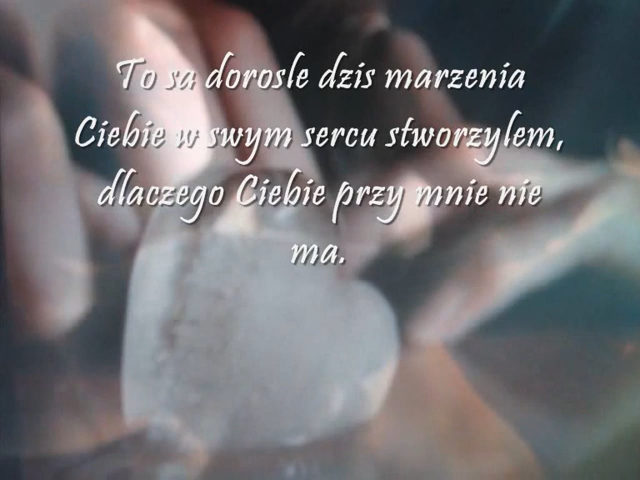 To sa dorosle dzis marzenia
Ciebie w swym sercu stworzylem,
dlaczego Ciebie przy mnie nie
ma.